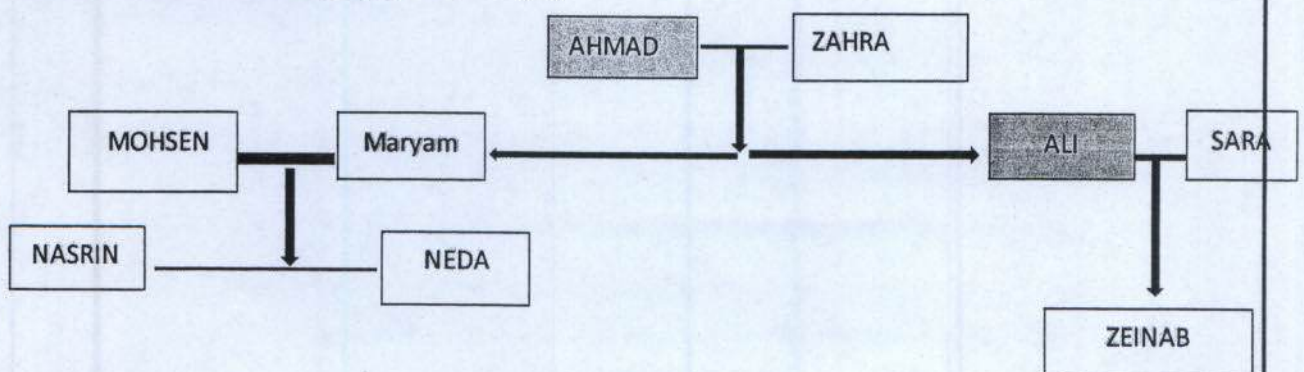 AHMAD ZAHRA
MOHSEN Maryam ALI SARA
NASRIN NEDA
ZEINAB